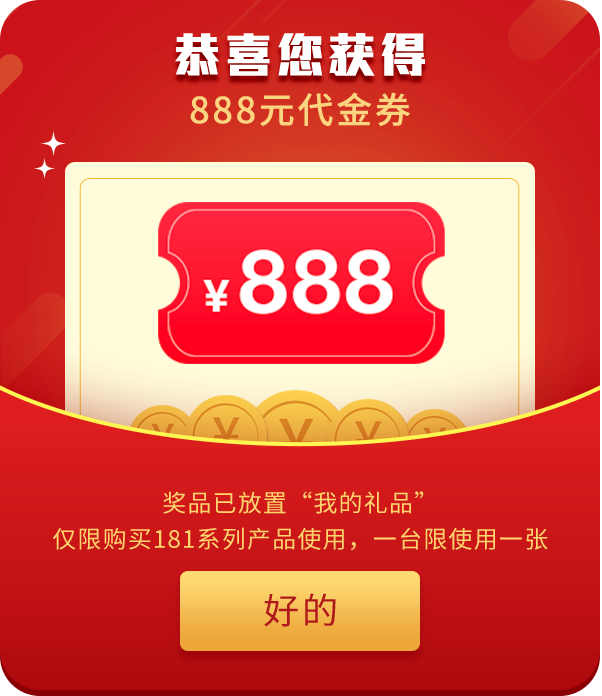 恭喜您获得
888元代金券
¥888
¥ ¥ ¥ ¥ ¥
奖品已放置“我的礼品”
仅限购买181系列产品使用，一台限使用一张
好的